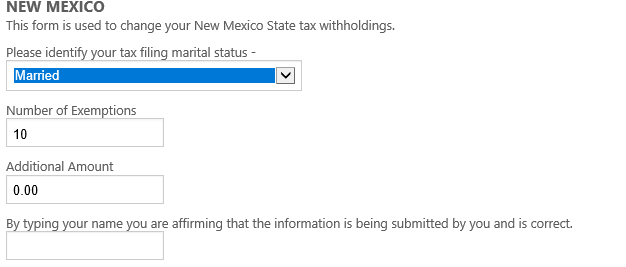 NEW MEXICO
This form is used to change your New Mexico State tax withholdings.
Please identify your tax filing marital status -
Married
Number of Exemptions
10
Additional Amount
0.00
By typing your name you are affirming that the information is being submitted by you and is correct.